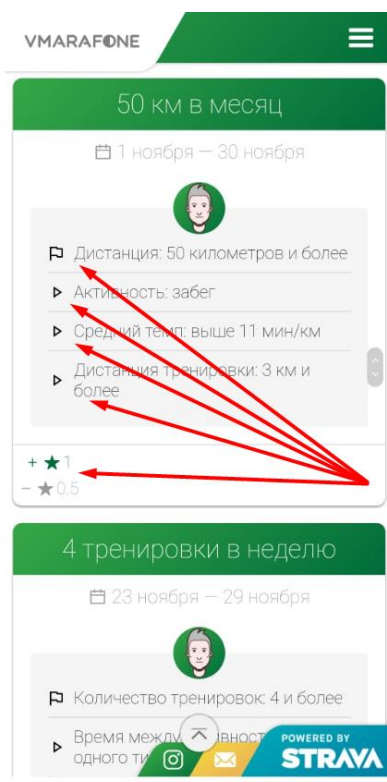 VMARAFONE
50 км в месяц
1 ноября — 30 ноября
Дистанция: 50 километров и более
Активность: забег
Средний темп: выше 11 мин/км
Дистанция тренировки: 3 км и
более
+ ★ 1
– ★ 0.5
4 тренировки в неделю
23 ноября — 29 ноября
Количество тренировок: 4 и более
Время между
одного
POWERED BY
STRAVA